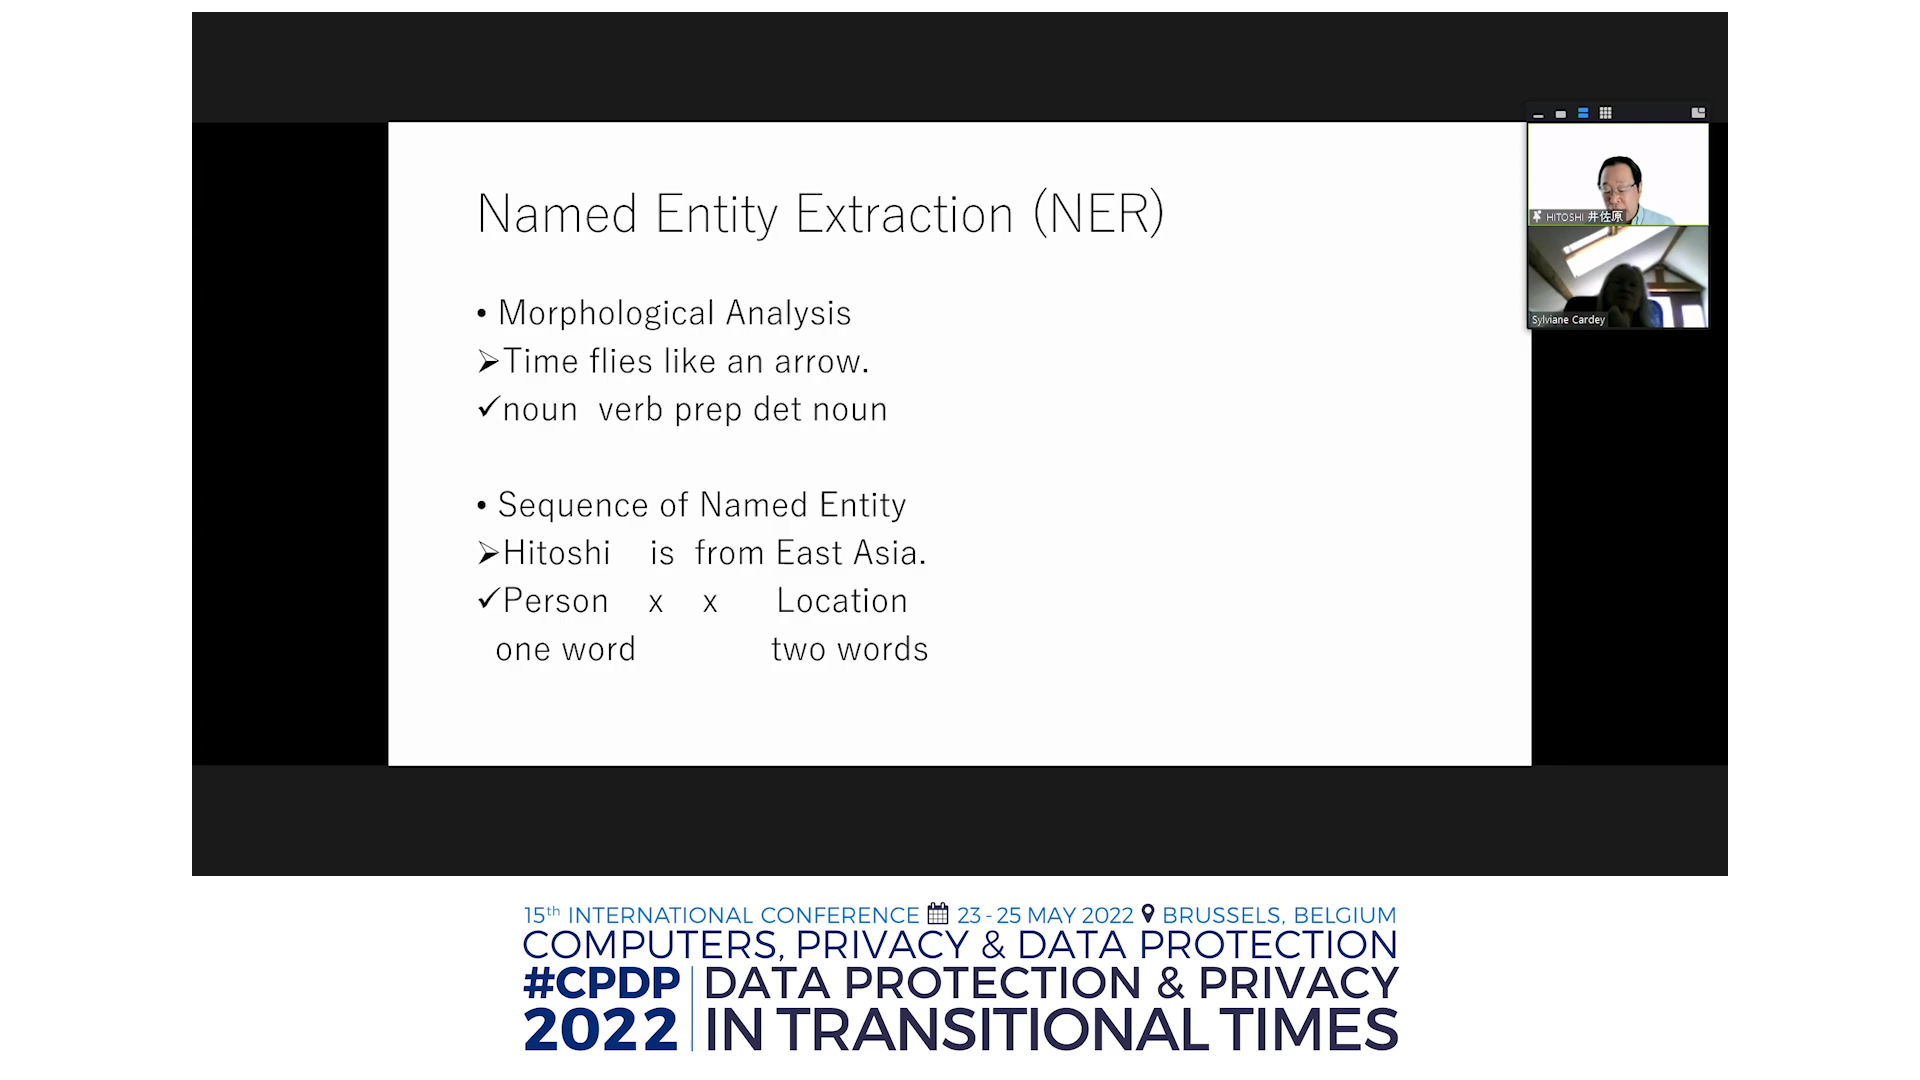 Named Entity Extraction (NER)
• Morphological Analysis
➢Time flies like an arrow.
✓noun verb prep det noun
• Sequence of Named Entity
➢Hitoshi is from East Asia.
✓Person x x Location
one word two words
HITOSHI 井佐原
Sylviane Cardey
15th INTERNATIONAL CONFERENCE 23 - 25 MAY 2022 BRUSSELS, BELGIUM
COMPUTERS, PRIVACY & DATA PROTECTION
#CPDP DATA PROTECTION & PRIVACY
2022 IN TRANSITIONAL TIMES